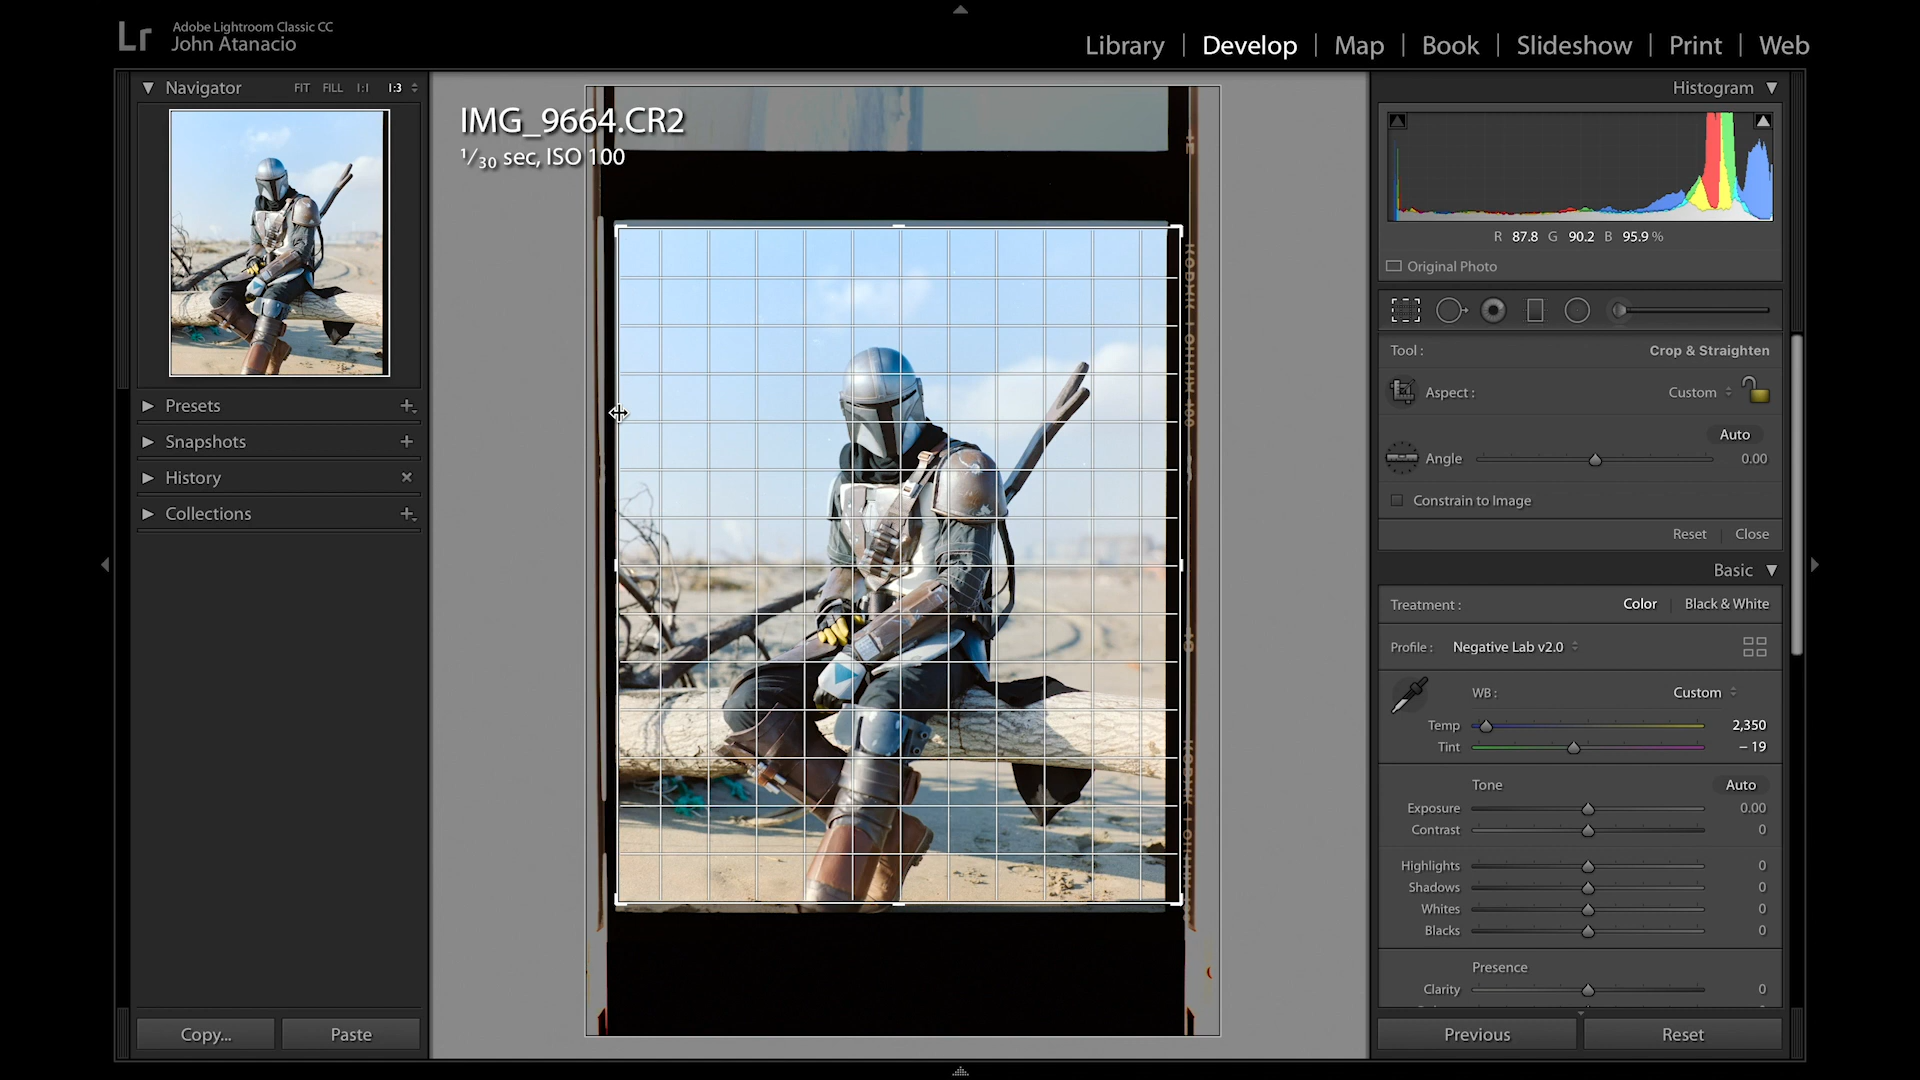 Lr
Adobe Lightroom Classic CC
John Atanacio
Library | Develop | Map | Book | Slideshow | Print | Web
Navigator FIT FILL 1:1 1:3
Presets
Snapshots
History
Collections
Copy... Paste
IMG_9664.CR2
1/30 sec, ISO 100
Histogram
R 87.8 G 90.2 B 95.9 %
Original Photo
Tool : Crop & Straighten
Aspect : Custom
Auto
Angle 0.00
Constrain to Image
Reset | Close
Basic
Treatment : Color | Black & White
Profile : Negative Lab v2.0
WB : Custom
Temp 2,350
Tint – 19
Tone Auto
Exposure 0.00
Contrast 0
Highlights 0
Shadows 0
Whites 0
Blacks 0
Presence
Clarity 0
Previous Reset